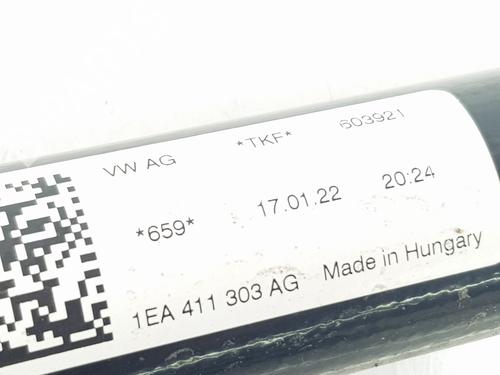 VW AG *TKF* 603921
*659* 17.01.22 20:24
1EA 411 303 AG Made in Hungary